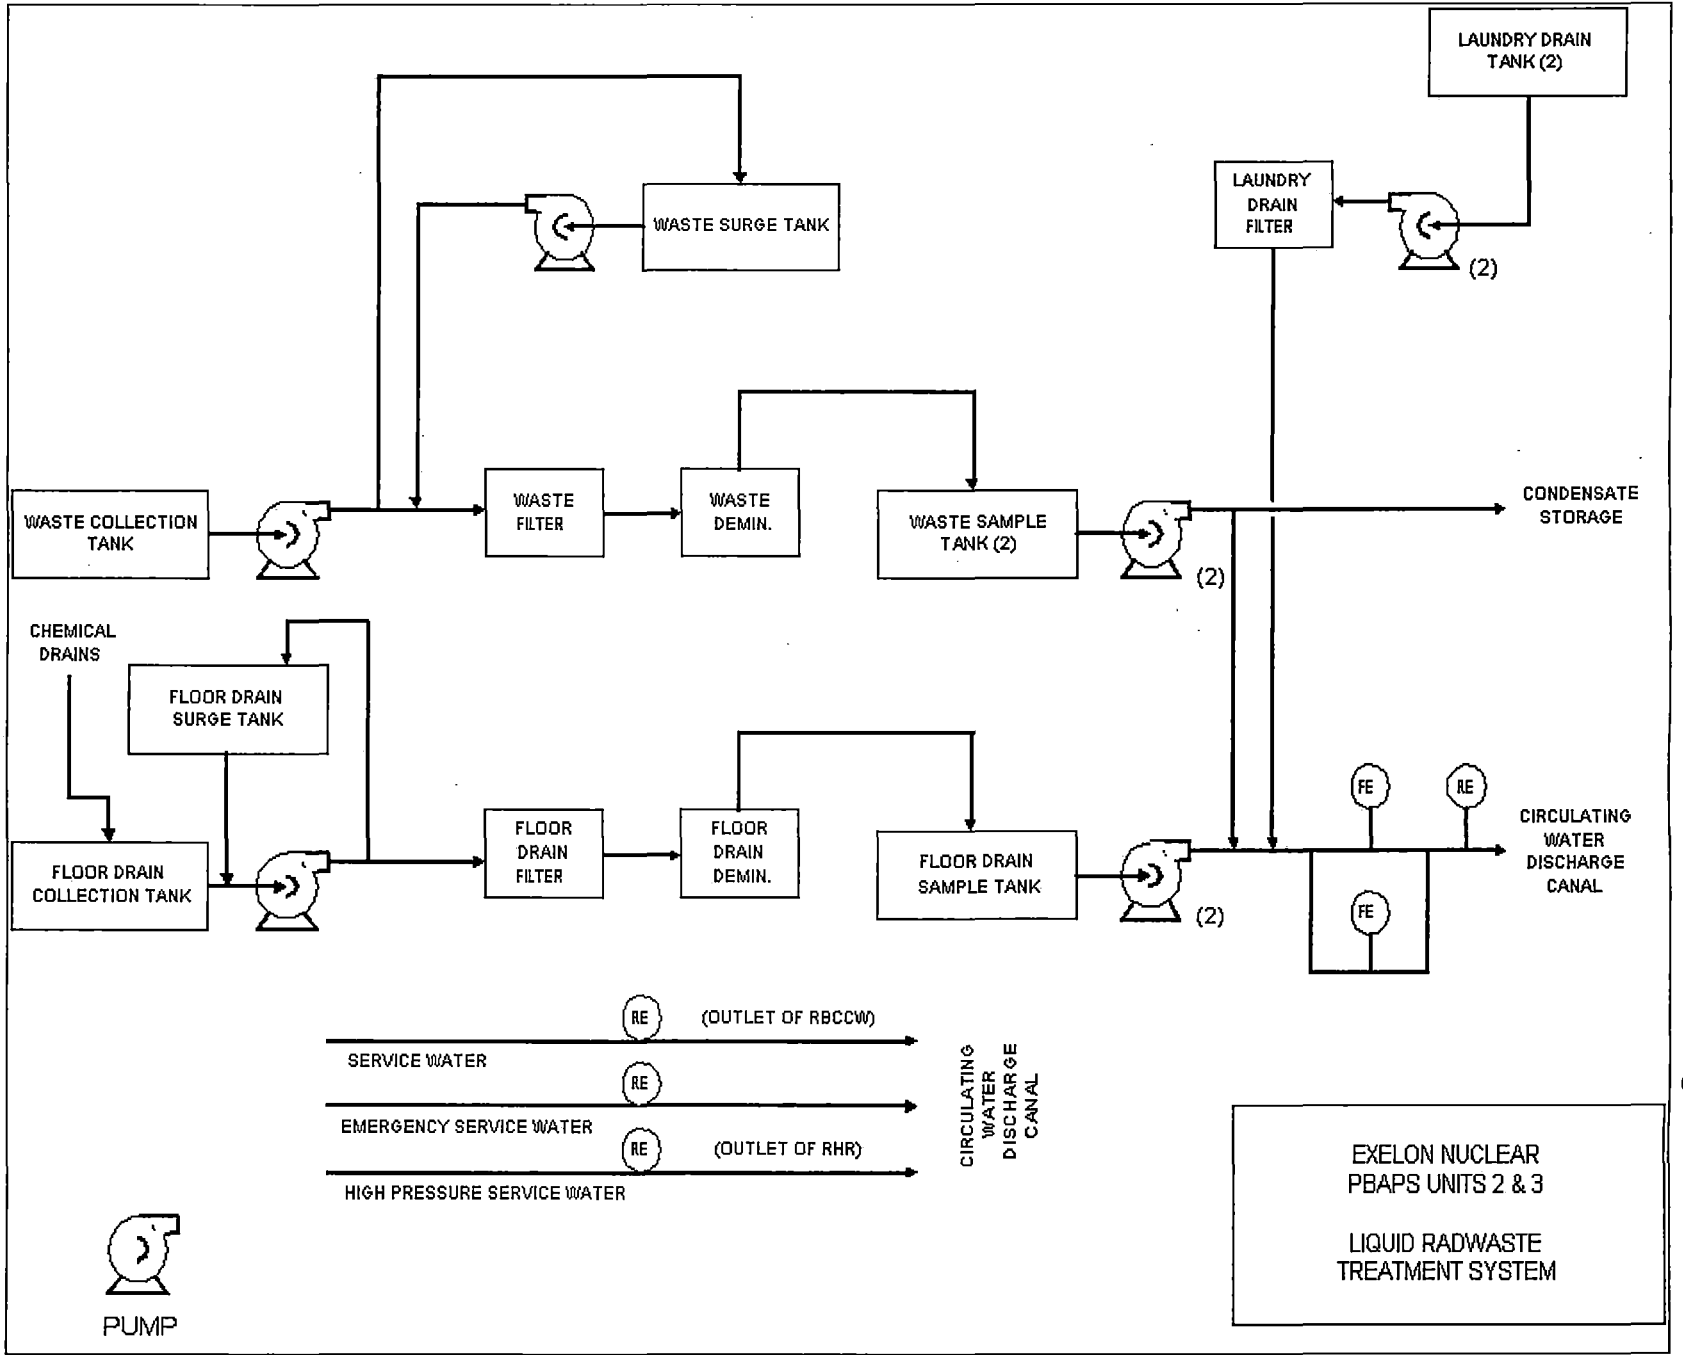 LAUNDRY DRAIN
TANK (2)
LAUNDRY
DRAIN
FILTER
(2)
WASTE SURGE TANK
WASTE COLLECTION
TANK
WASTE
FILTER
WASTE
DEMIN.
WASTE SAMPLE
TANK (2)
(2)
CONDENSATE
STORAGE
CHEMICAL
DRAINS
FLOOR DRAIN
SURGE TANK
FLOOR DRAIN
COLLECTION TANK
FLOOR
DRAIN
FILTER
FLOOR
DRAIN
DEMIN.
FLOOR DRAIN
SAMPLE TANK
(2)
FE
RE
FE
CIRCULATING
WATER
DISCHARGE
CANAL
RE
(OUTLET OF RBCCW)
SERVICE WATER
RE
EMERGENCY SERVICE WATER
RE
(OUTLET OF RHR)
HIGH PRESSURE SERVICE WATER
CIRCULATING
WATER
DISCHARGE
CANAL
PUMP
EXELON NUCLEAR
PBAPS UNITS 2 & 3
LIQUID RADWASTE
TREATMENT SYSTEM